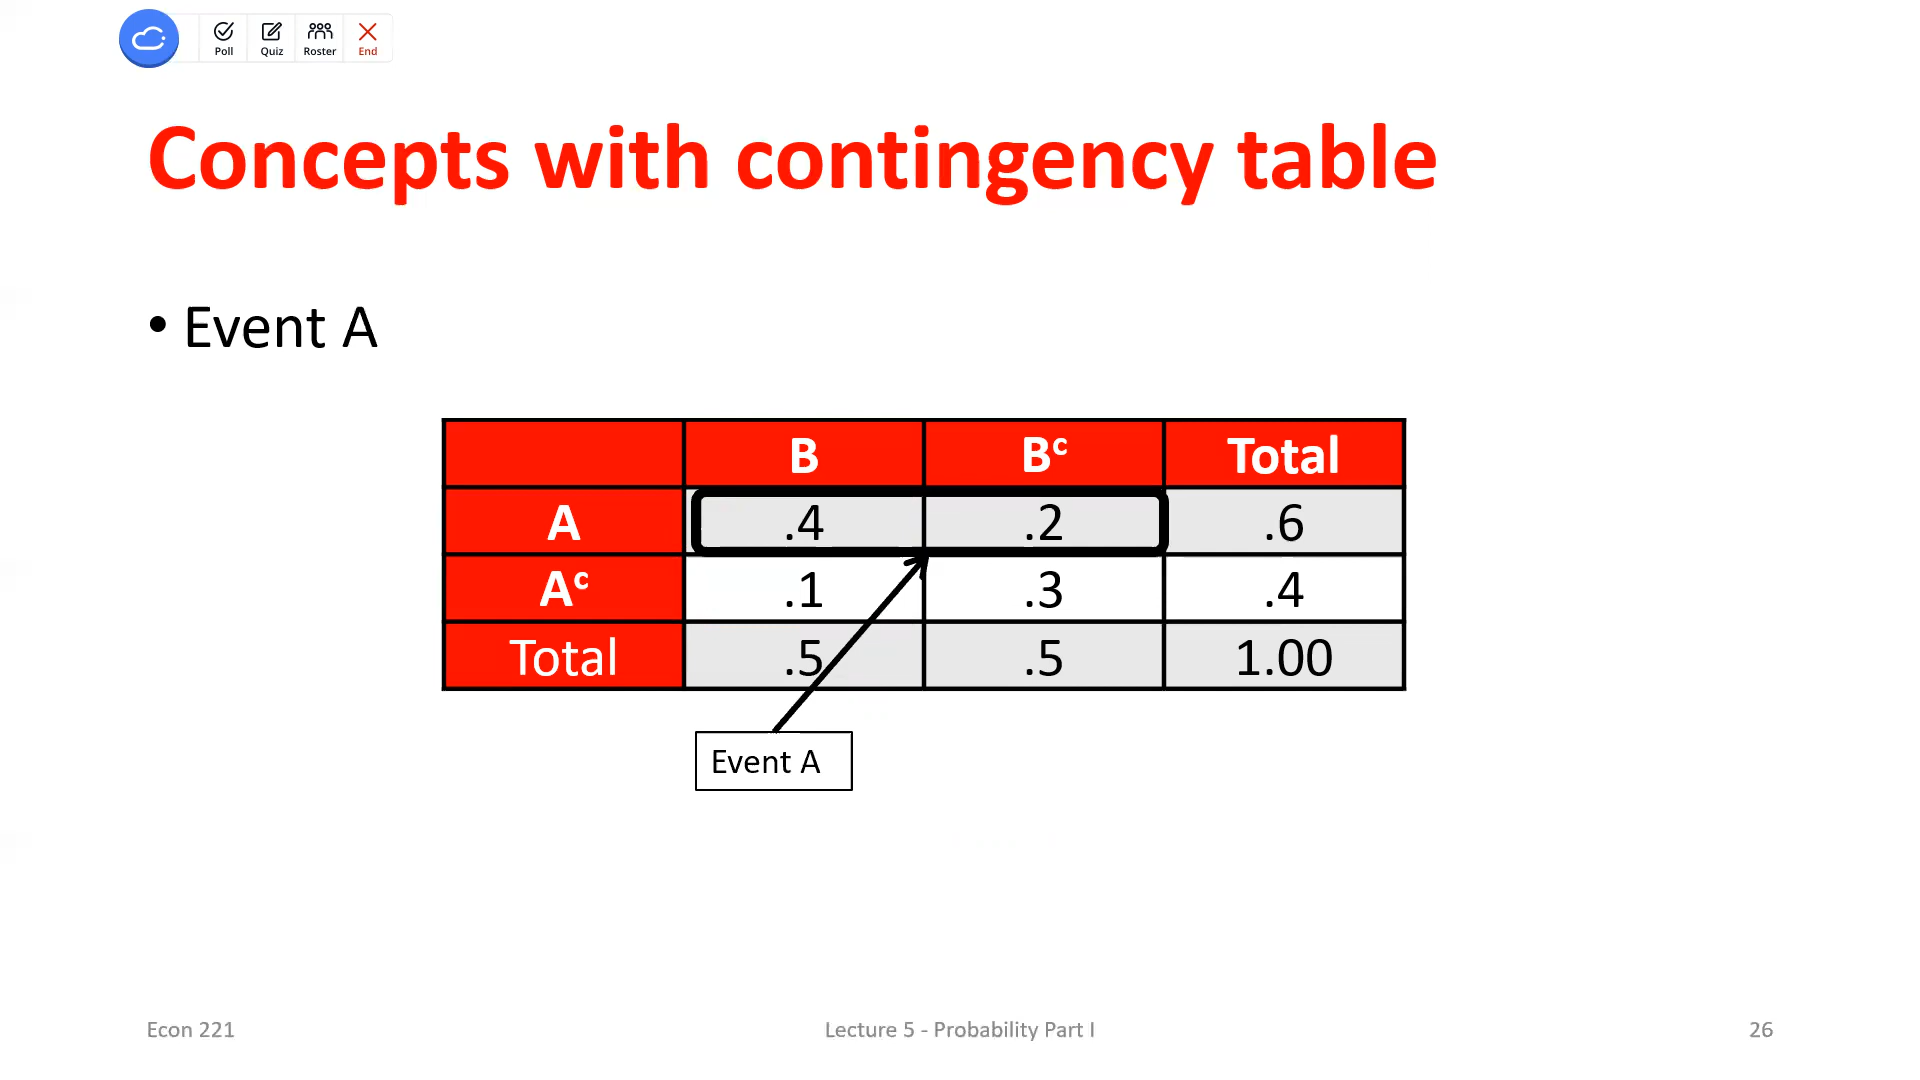 Poll Quiz Roster End
Concepts with contingency table
• Event A
B Bᶜ Total
A .4 .2 .6
Aᶜ .1 .3 .4
Total .5 .5 1.00
Event A
Econ 221 Lecture 5 - Probability Part I 26